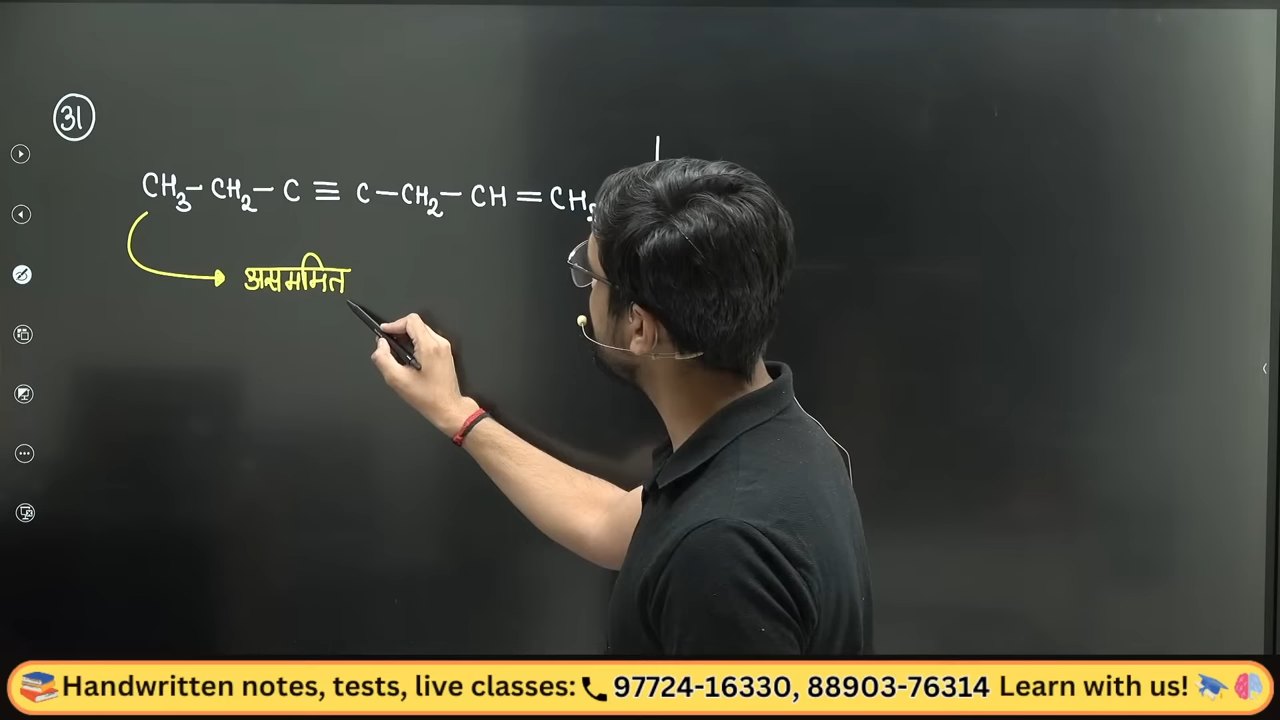 31
CH₃-CH₂-C≡C-CH₂-CH=CH₂
असममित
Handwritten notes, tests, live classes: 97724-16330, 88903-76314 Learn with us!